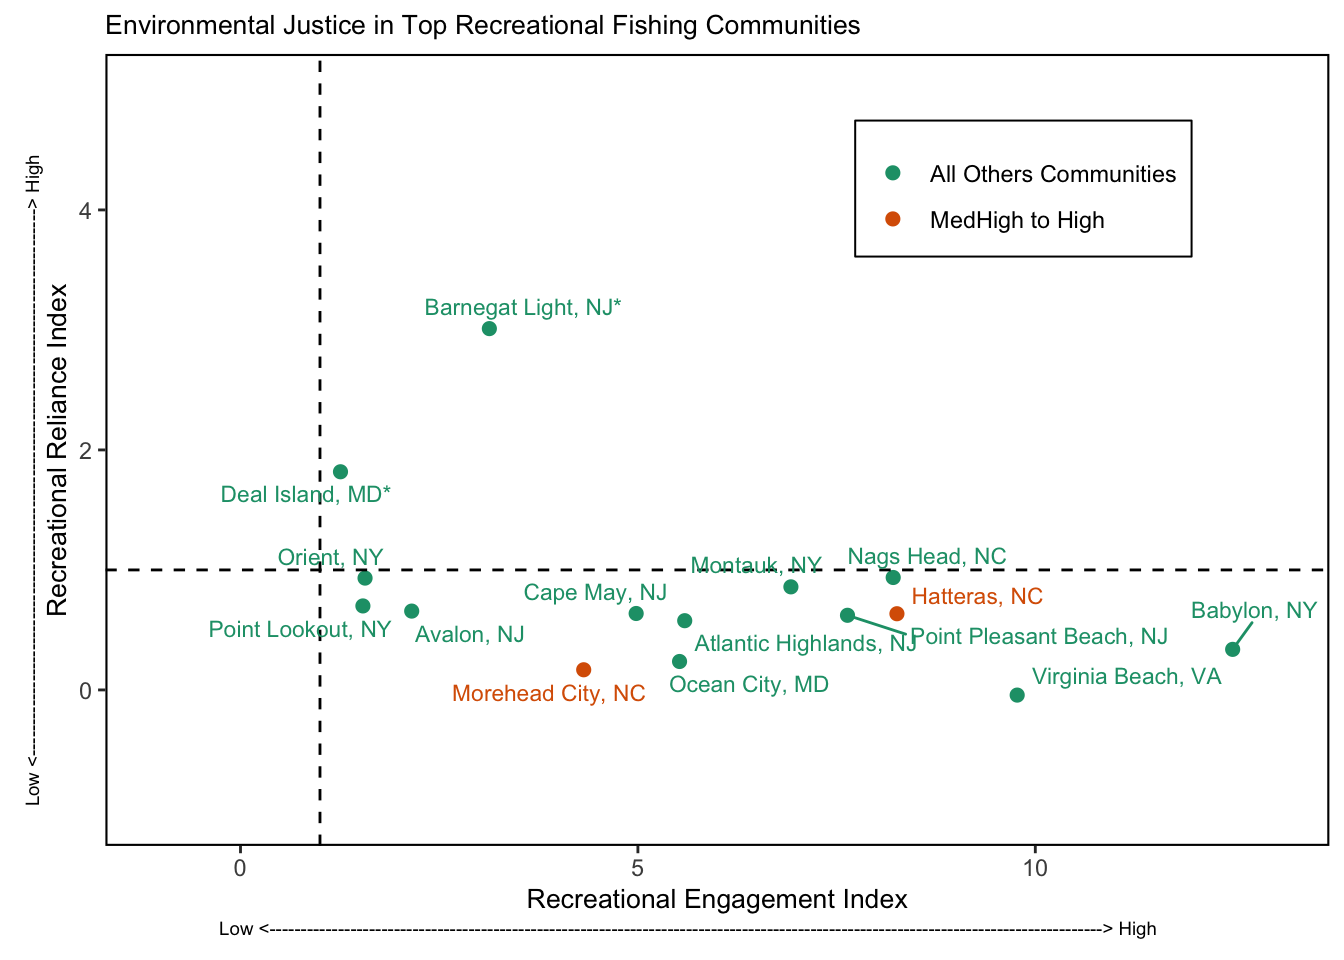 Environmental Justice in Top Recreational Fishing Communities
All Others Communities
MedHigh to High
Barnegat Light, NJ*
Deal Island, MD*
Orient, NY
Montauk, NY
Nags Head, NC
Cape May, NJ
Hatteras, NC
Babylon, NY
Point Lookout, NY
Avalon, NJ
Atlantic Highlands, NJ
Point Pleasant Beach, NJ
Virginia Beach, VA
Ocean City, MD
Morehead City, NC
4
2
0
0
5
10
Recreational Engagement Index
Low <----------------------------------------------------------------------------------------------------------------------------------------> High
Recreational Reliance Index
Low <------------------------------------------------------------------------------------------> High